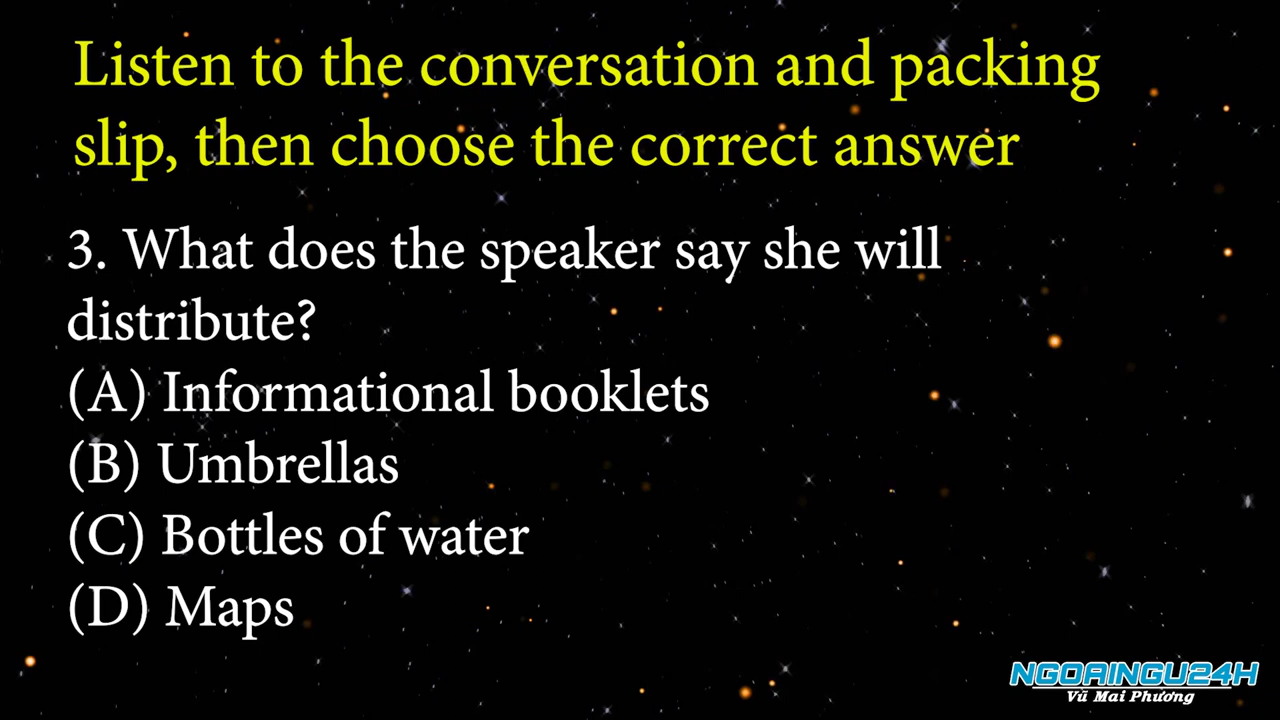 Listen to the conversation and packing
slip, then choose the correct answer
3. What does the speaker say she will
distribute?
(A) Informational booklets
(B) Umbrellas
(C) Bottles of water
(D) Maps
NGOAINGU24H
Vũ Mai Phương